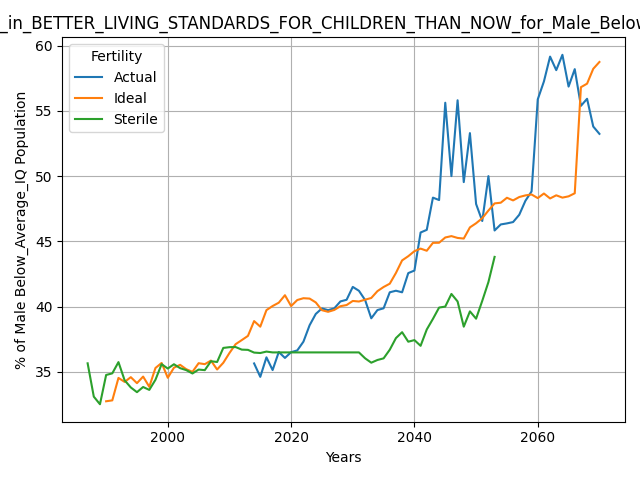 _in_BETTER_LIVING_STANDARDS_FOR_CHILDREN_THAN_NOW_for_Male_Below
Fertility
Actual
Ideal
Sterile
% of Male Below_Average_IQ Population
60
55
50
45
40
35
2000
2020
2040
2060
Years